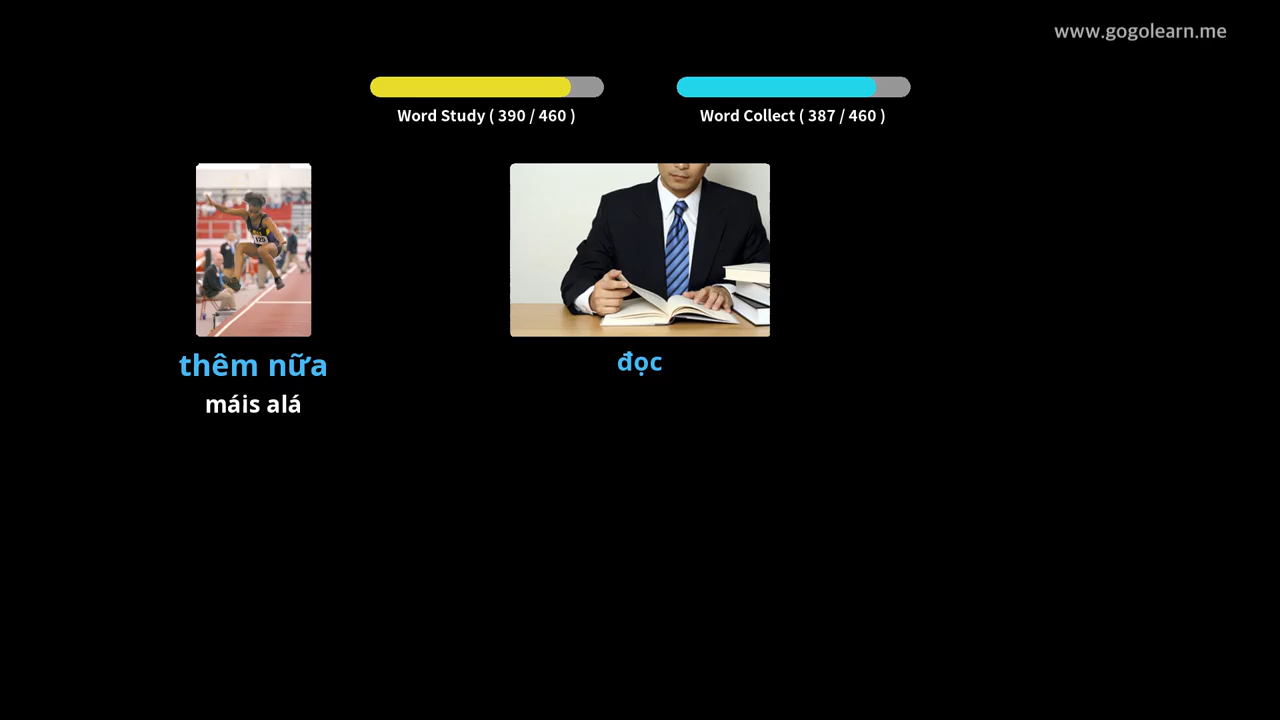 www.gogolearn.me
Word Study ( 390 / 460 )
Word Collect ( 387 / 460 )
thêm nữa
máis alá
đọc